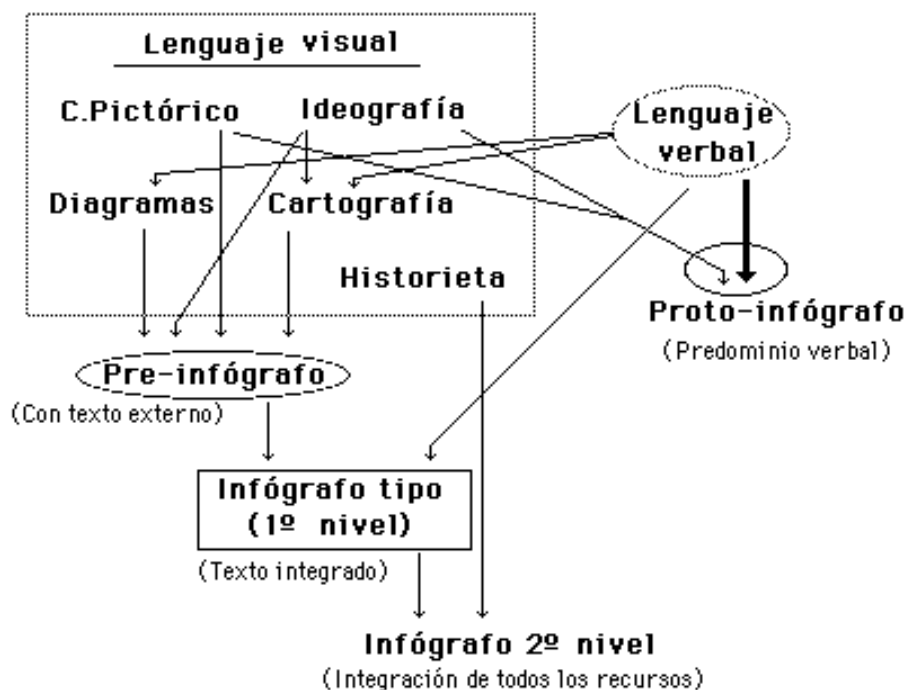 Lenguaje visual
C.Pictórico
Ideografía
Lenguaje
verbal
Diagramas
Cartografía
Historieta
Proto-infógrafo
(Predominio verbal)
Pre-infógrafo
(Con texto externo)
Infógrafo tipo
(1º nivel)
(Texto integrado)
Infógrafo 2º nivel
(Integración de todos los recursos)